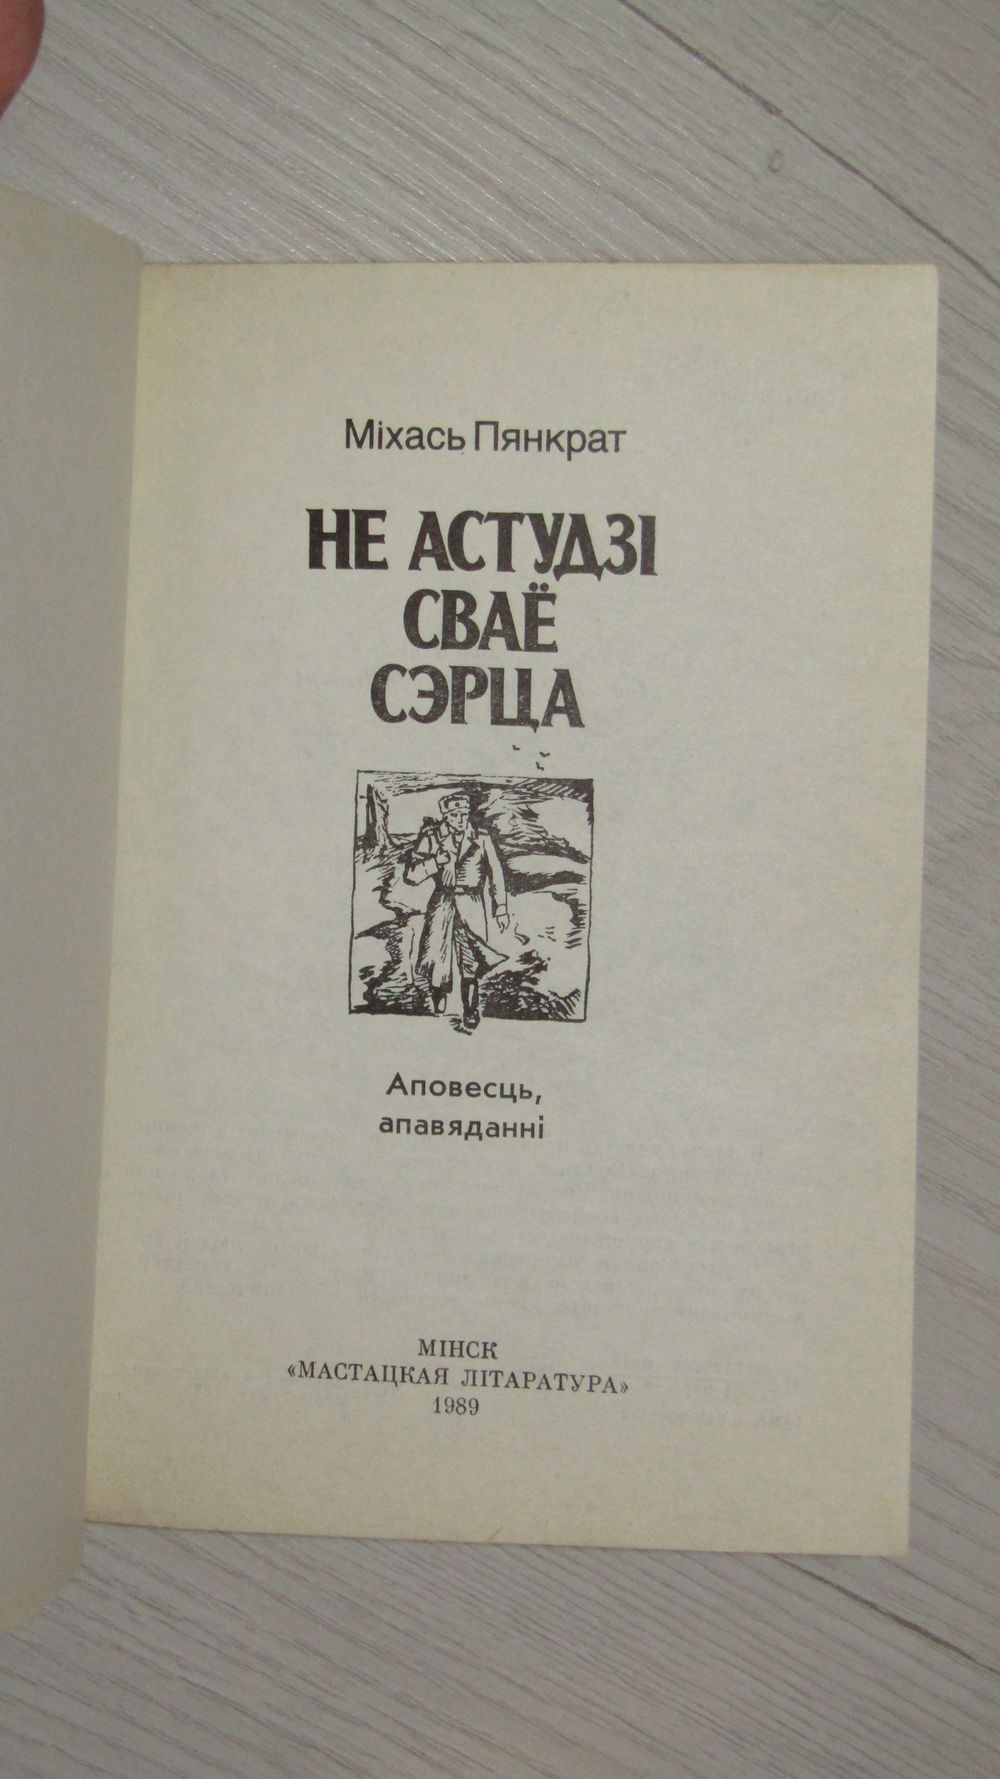 Міхась Пянкрат
НЕ АСТУДЗІ
СВАЁ
СЭРЦА
Аповесць,
апавяданні
МІНСК
«МАСТАЦКАЯ ЛІТАРАТУРА»
1989